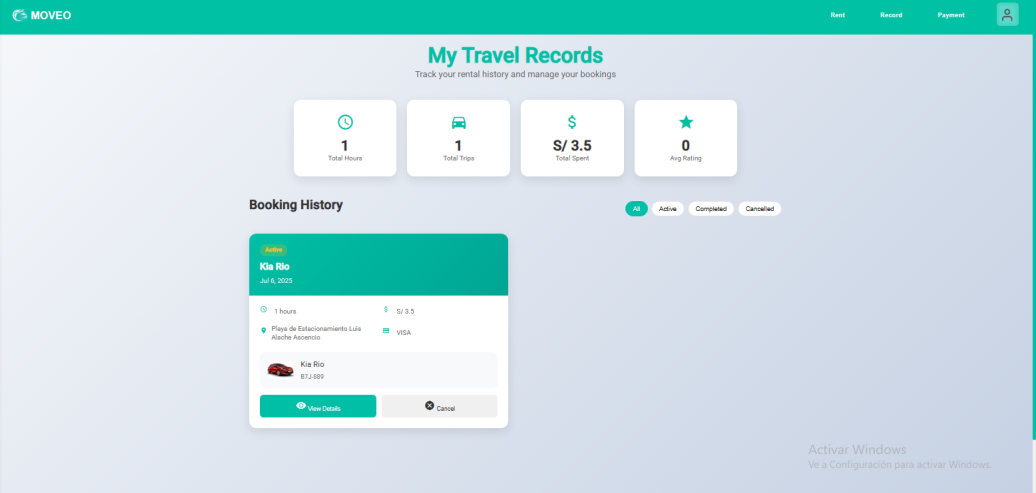 MOVEO
Rent
Record
Payment
My Travel Records
Track your rental history and manage your bookings
1
Total Hours
1
Total Trips
S/ 3.5
Total Spent
0
Avg Rating
Booking History
All
Active
Completed
Cancelled
Active
Kia Rio
Jul 6, 2025
1 hours
S/ 3.5
Playa de Estacionamiento Luis
Alache Ascencio
VISA
Kia Rio
B7J-889
View Details
Cancel
Activar Windows
Ve a Configuración para activar Windows.